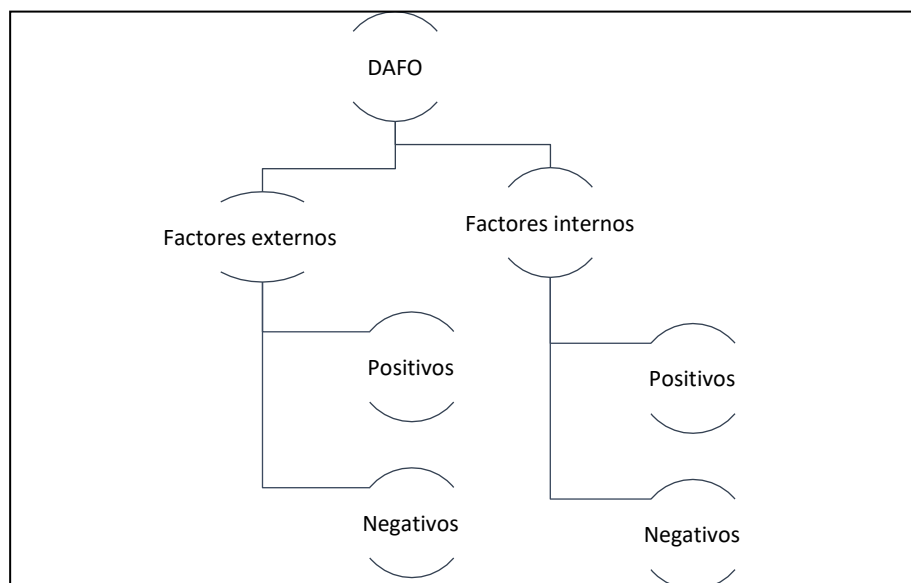 DAFO
Factores externos
Factores internos
Positivos
Positivos
Negativos
Negativos